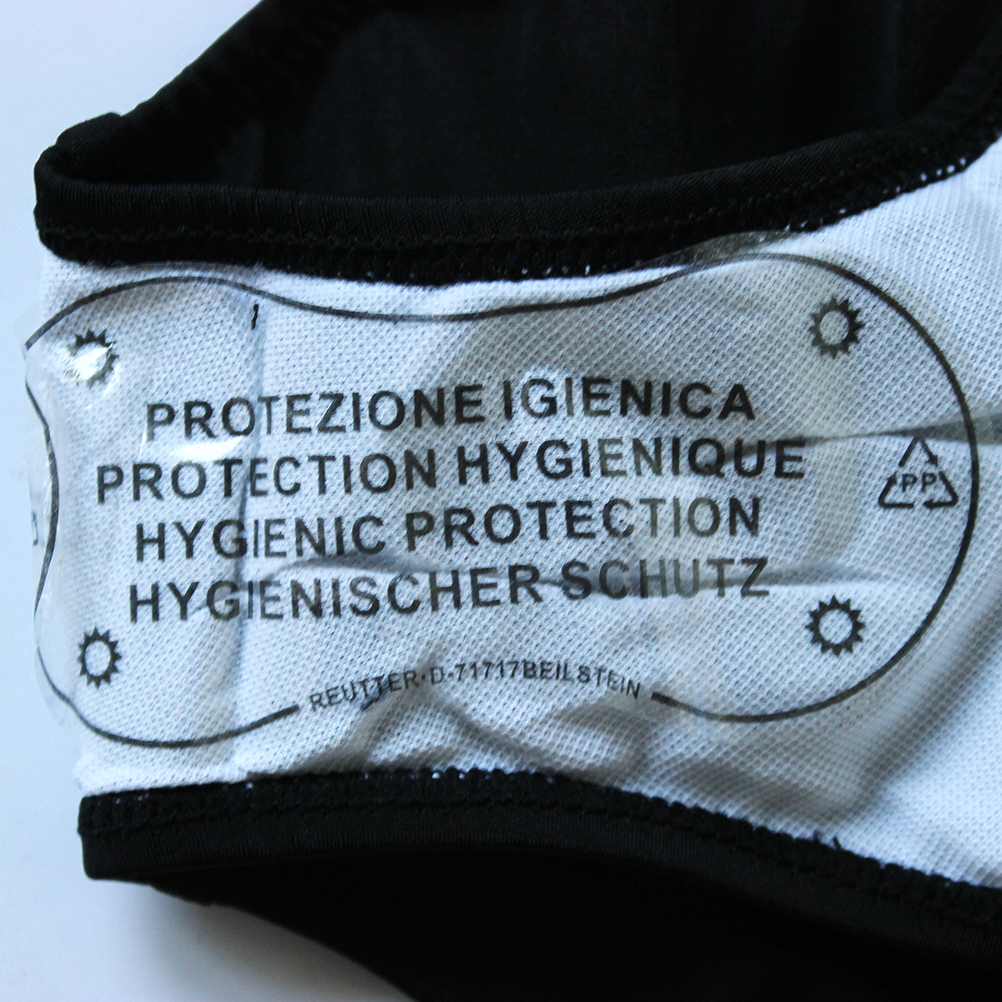 PROTEZIONE IGIENICA
PROTECTION HYGIENIQUE
HYGIENIC PROTECTION
HYGIENISCHER SCHUTZ
PP
REUTTER·D-71717BEILSTEIN